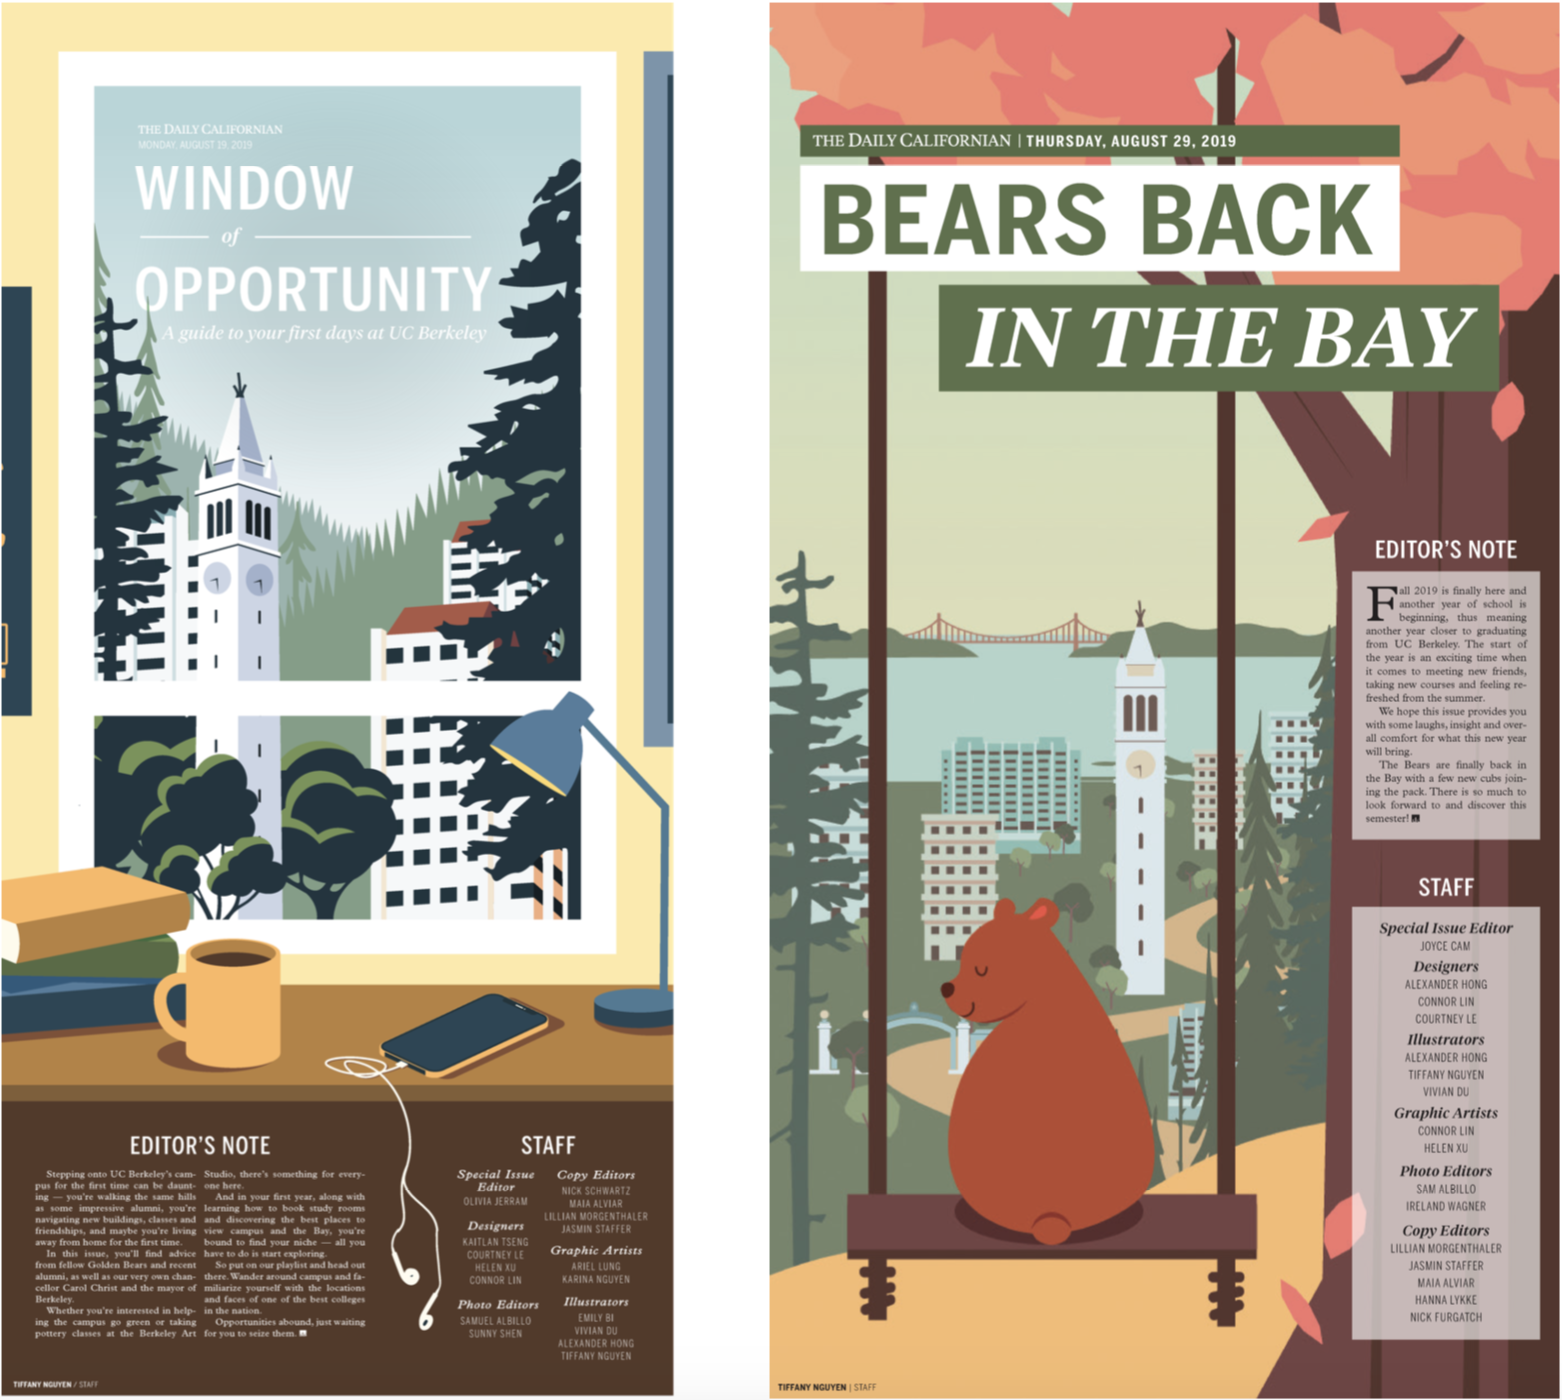 THE DAILY CALIFORNIAN
MONDAY, AUGUST 19, 2019
WINDOW
of
OPPORTUNITY
A guide to your first days at UC Berkeley
EDITOR'S NOTE
Stepping onto UC Berkeley's cam-
pus for the first time can be daunt-
ing — you're walking the same hills
as some impressive alumni, you're
navigating new buildings, classes and
friendships, and maybe you're living
away from home for the first time.
In this issue, you'll find advice
from fellow Golden Bears and recent
alumni, as well as our very own chan-
cellor Carol Christ and the mayor of
Berkeley.
Whether you're interested in help-
ing the campus go green or taking
pottery classes at the Berkeley Art
Studio, there's something for every-
one here.
And in your first year, along with
learning how to book study rooms
and discovering the best places to
view campus and the Bay, you're
bound to find your niche — all you
have to do is start exploring.
So put on our playlist and head out
there. Wander around campus and fa-
miliarize yourself with the locations
and faces of one of the best colleges
in the nation.
Opportunities abound, just waiting
for you to seize them.
STAFF
Special Issue
Editor
OLIVIA JERRAM
Designers
KAITLAN TSENG
COURTNEY LE
HELEN XU
CONNOR LIN
Photo Editors
SAMUEL ALBILLO
SUNNY SHEN
Copy Editors
NICK SCHWARTZ
MAIA ALVIAR
LILLIAN MORGENTHALER
JASMIN STAFFER
Graphic Artists
ARIEL LUNG
KARINA NGUYEN
Illustrators
EMILY BI
VIVIAN DU
ALEXANDER HONG
TIFFANY NGUYEN
TIFFANY NGUYEN / STAFF
THE DAILY CALIFORNIAN | THURSDAY, AUGUST 29, 2019
BEARS BACK
IN THE BAY
EDITOR'S NOTE
Fall 2019 is finally here and
another year of school is
beginning, thus meaning
another year closer to graduating
from UC Berkeley. The start of
the year is an exciting time when
it comes to meeting new friends,
taking new courses and feeling re-
freshed from the summer.
We hope this issue provides you
with some laughs, insight and over-
all comfort for what this new year
will bring.
The Bears are finally back in
the Bay with a few new cubs join-
ing the pack. There is so much to
look forward to and discover this
semester!
STAFF
Special Issue Editor
JOYCE CAM
Designers
ALEXANDER HONG
CONNOR LIN
COURTNEY LE
Illustrators
ALEXANDER HONG
TIFFANY NGUYEN
VIVIAN DU
Graphic Artists
CONNOR LIN
HELEN XU
Photo Editors
SAM ALBILLO
IRELAND WAGNER
Copy Editors
LILLIAN MORGENTHALER
JASMIN STAFFER
MAIA ALVIAR
HANNA LYKKE
NICK FURGATCH
TIFFANY NGUYEN | STAFF